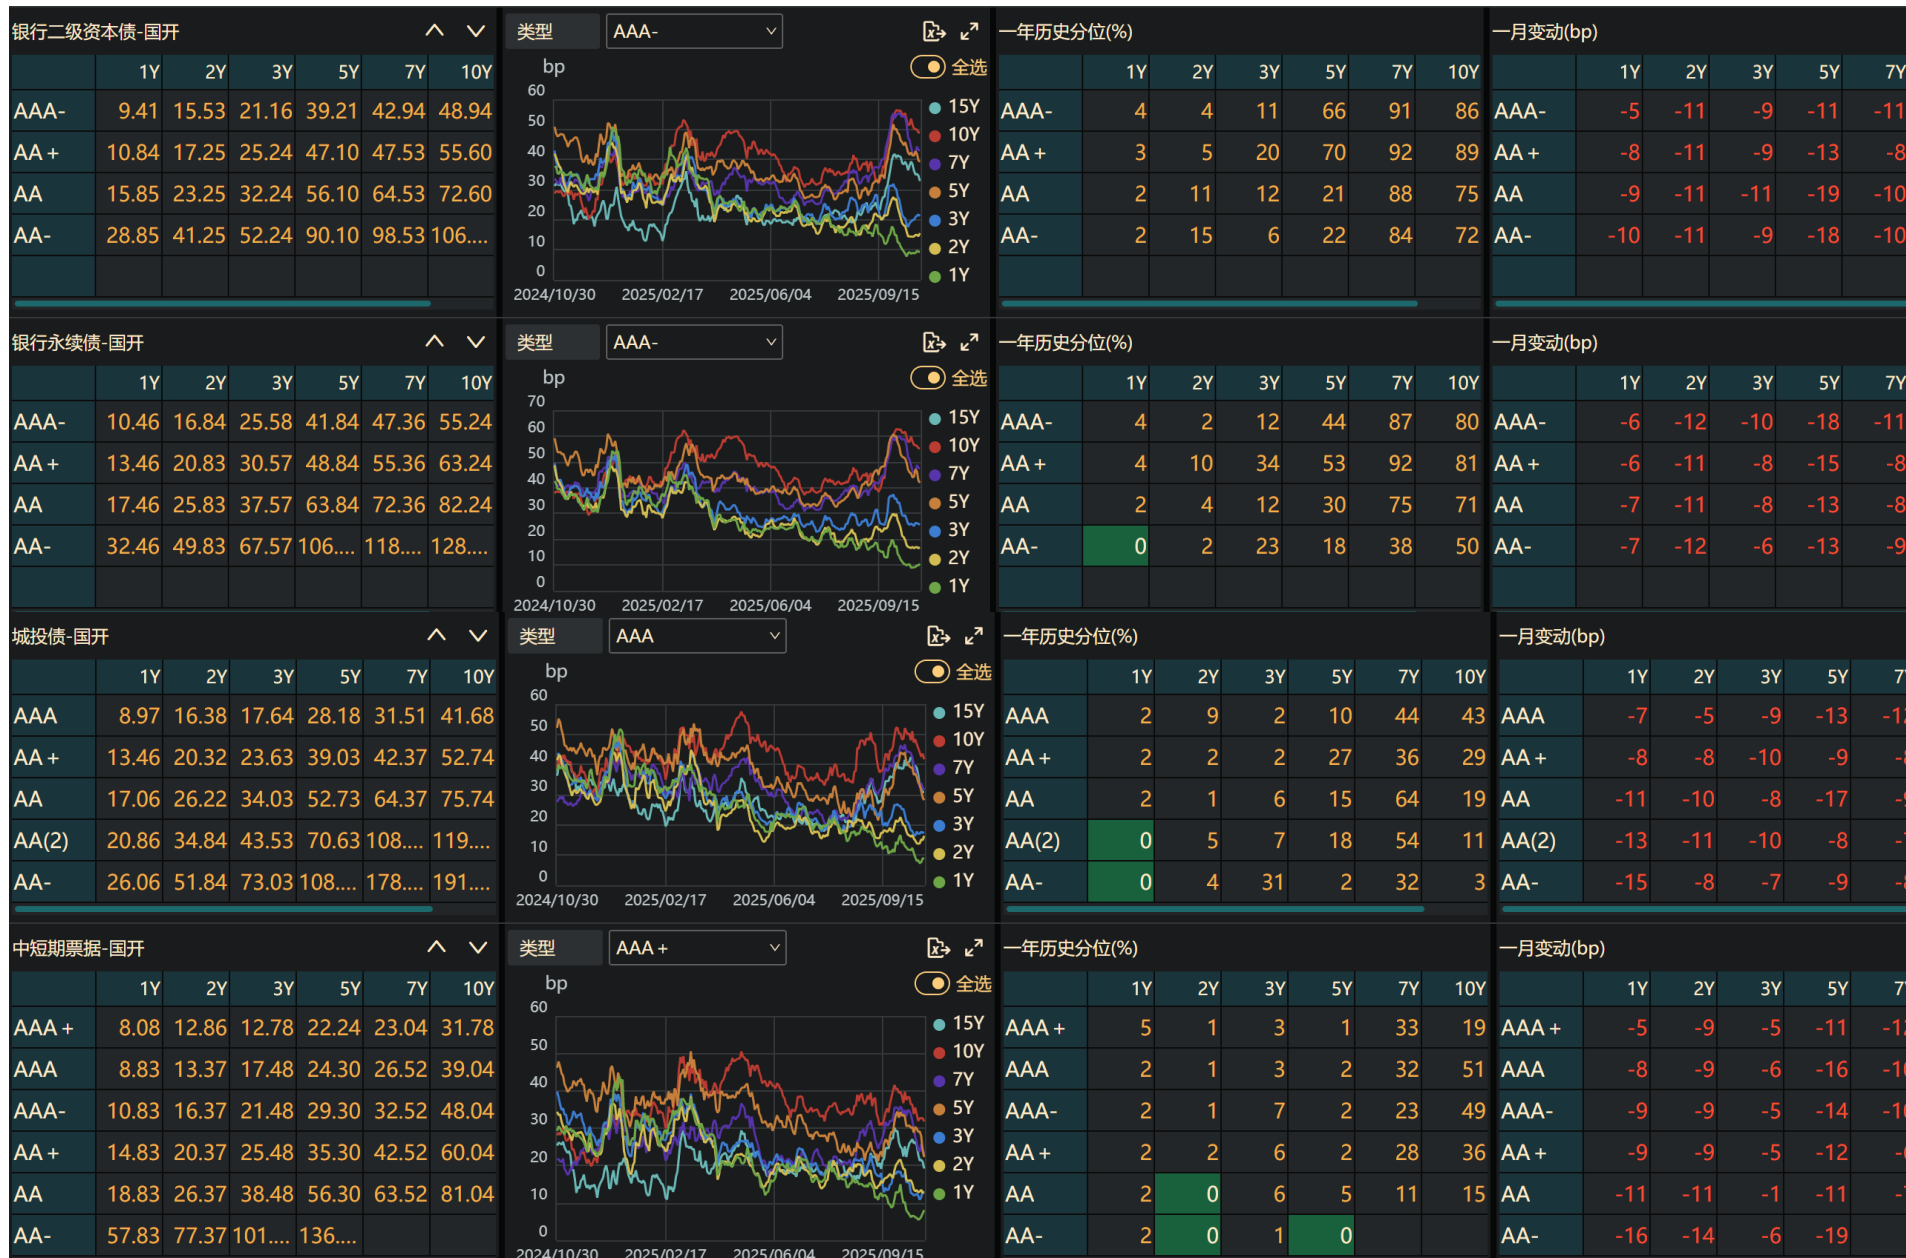 银行二级资本债-国开 类型 AAA- 一年历史分位(%) 一月变动(bp)
1Y 2Y 3Y 5Y 7Y 10Y bp 全选 1Y 2Y 3Y 5Y 7Y 10Y 1Y 2Y 3Y 5Y 7Y
AAA- 9.41 15.53 21.16 39.21 42.94 48.94 60 15Y AAA- 4 4 11 66 91 86 AAA- -5 -11 -9 -11 -11
50 10Y
AA+ 10.84 17.25 25.24 47.10 47.53 55.60 40 7Y AA+ 3 5 20 70 92 89 AA+ -8 -11 -9 -13 -8
AA 15.85 23.25 32.24 56.10 64.53 72.60 30 5Y AA 2 11 12 21 88 75 AA -9 -11 -11 -19 -10
20 3Y
AA- 28.85 41.25 52.24 90.10 98.53 106.... 10 2Y AA- 2 15 6 22 84 72 AA- -10 -11 -9 -18 -10
0 1Y
2024/10/30 2025/02/17 2025/06/04 2025/09/15
银行永续债-国开 类型 AAA- 一年历史分位(%) 一月变动(bp)
1Y 2Y 3Y 5Y 7Y 10Y bp 全选 1Y 2Y 3Y 5Y 7Y 10Y 1Y 2Y 3Y 5Y 7Y
AAA- 10.46 16.84 25.58 41.84 47.36 55.24 70 15Y AAA- 4 2 12 44 87 80 AAA- -6 -12 -10 -18 -11
60 10Y
AA+ 13.46 20.83 30.57 48.84 55.36 63.24 50 7Y AA+ 4 10 34 53 92 81 AA+ -6 -11 -8 -15 -8
40
AA 17.46 25.83 37.57 63.84 72.36 82.24 30 5Y AA 2 4 12 30 75 71 AA -7 -11 -8 -13 -8
20 3Y
AA- 32.46 49.83 67.57 106.... 118.... 128.... 10 2Y AA- 0 2 23 18 38 50 AA- -7 -12 -6 -13 -9
0 1Y
2024/10/30 2025/02/17 2025/06/04 2025/09/15
城投债-国开 类型 AAA 一年历史分位(%) 一月变动(bp)
1Y 2Y 3Y 5Y 7Y 10Y bp 全选 1Y 2Y 3Y 5Y 7Y 10Y 1Y 2Y 3Y 5Y
AAA 8.97 16.38 17.64 28.18 31.51 41.68 60 15Y AAA 2 9 2 10 44 43 AAA -7 -5 -9 -13
50 10Y
AA+ 13.46 20.32 23.63 39.03 42.37 52.74 40 7Y AA+ 2 2 2 27 36 29 AA+ -8 -8 -10 -9
AA 17.06 26.22 34.03 52.73 64.37 75.74 30 5Y AA 2 1 6 15 64 19 AA -11 -10 -8 -17
20 3Y
AA(2) 20.86 34.84 43.53 70.63 108.... 119.... 10 2Y AA(2) 0 5 7 18 54 11 AA(2) -13 -11 -10 -8
AA- 26.06 51.84 73.03 108.... 178.... 191.... 0 1Y AA- 0 4 31 2 32 3 AA- -15 -8 -7 -9
2024/10/30 2025/02/17 2025/06/04 2025/09/15
中短期票据-国开 类型 AAA+ 一年历史分位(%) 一月变动(bp)
1Y 2Y 3Y 5Y 7Y 10Y bp 全选 1Y 2Y 3Y 5Y 7Y 10Y 1Y 2Y 3Y 5Y
AAA+ 8.08 12.86 12.78 22.24 23.04 31.78 60 15Y AAA+ 5 1 3 1 33 19 AAA+ -5 -9 -5 -11
50 10Y
AAA 8.83 13.37 17.48 24.30 26.52 39.04 40 7Y AAA 2 1 3 2 32 51 AAA -8 -9 -6 -16
AAA- 10.83 16.37 21.48 29.30 32.52 48.04 30 5Y AAA- 2 1 7 2 23 49 AAA- -9 -9 -5 -14
3Y
AA+ 14.83 20.37 25.48 35.30 42.52 60.04 20 2Y AA+ 2 2 6 2 28 36 AA+ -9 -9 -5 -12
AA 18.83 26.37 38.48 56.30 63.52 81.04 10 1Y AA 2 0 6 5 11 15 AA -11 -11 -1 -11
AA- 57.83 77.37 101.... 136.... 0 AA- 2 0 1 0 AA- -16 -14 -6 -19
2024/10/30 2025/02/17 2025/06/04 2025/09/15